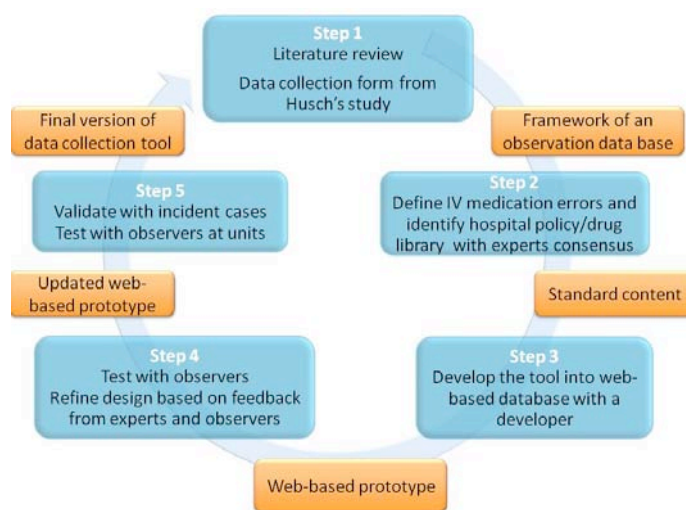 Step 1
Literature review
Data collection form from
Husch's study
Framework of an
observation data base
Step 2
Define IV medication errors and
identify hospital policy/drug
library with experts consensus
Standard content
Step 3
Develop the tool into web-
based database with a
developer
Web-based prototype
Step 4
Test with observers
Refine design based on feedback
from experts and observers
Updated web-
based prototype
Step 5
Validate with incident cases
Test with observers at units
Final version of
data collection tool